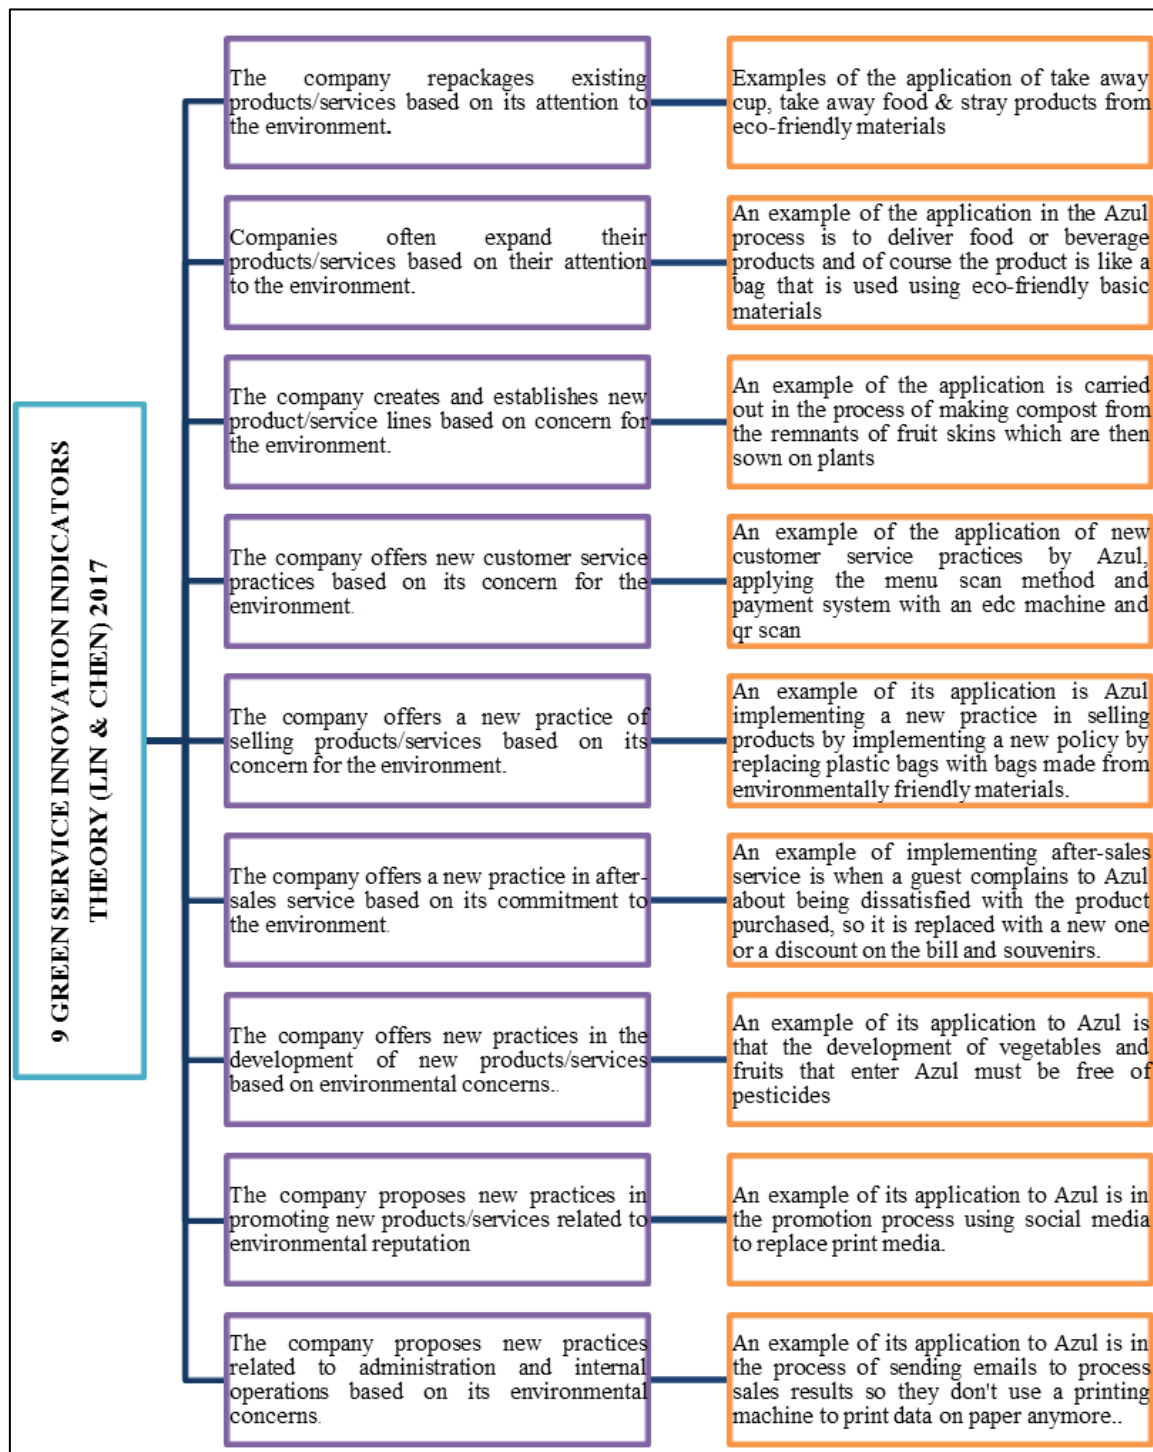 9 GREEN SERVICE INNOVATION INDICATORS
THEORY (LIN & CHEN) 2017
The company repackages existing
products/services based on its attention to
the environment.
Examples of the application of take away
cup, take away food & stray products from
eco-friendly materials
Companies often expand their
products/services based on their attention
to the environment.
An example of the application in the Azul
process is to deliver food or beverage
products and of course the product is like a
bag that is used using eco-friendly basic
materials
The company creates and establishes new
product/service lines based on concern for
the environment.
An example of the application is carried
out in the process of making compost from
the remnants of fruit skins which are then
sown on plants
The company offers new customer service
practices based on its concern for the
environment.
An example of the application of new
customer service practices by Azul,
applying the menu scan method and
payment system with an edc machine and
qr scan
The company offers a new practice of
selling products/services based on its
concern for the environment.
An example of its application is Azul
implementing a new practice in selling
products by implementing a new policy by
replacing plastic bags with bags made from
environmentally friendly materials.
The company offers a new practice in after-
sales service based on its commitment to
the environment.
An example of implementing after-sales
service is when a guest complains to Azul
about being dissatisfied with the product
purchased, so it is replaced with a new one
or a discount on the bill and souvenirs.
The company offers new practices in the
development of new products/services
based on environmental concerns..
An example of its application to Azul is
that the development of vegetables and
fruits that enter Azul must be free of
pesticides
The company proposes new practices in
promoting new products/services related to
environmental reputation
An example of its application to Azul is in
the promotion process using social media
to replace print media.
The company proposes new practices
related to administration and internal
operations based on its environmental
concerns.
An example of its application to Azul is in
the process of sending emails to process
sales results so they don't use a printing
machine to print data on paper anymore..